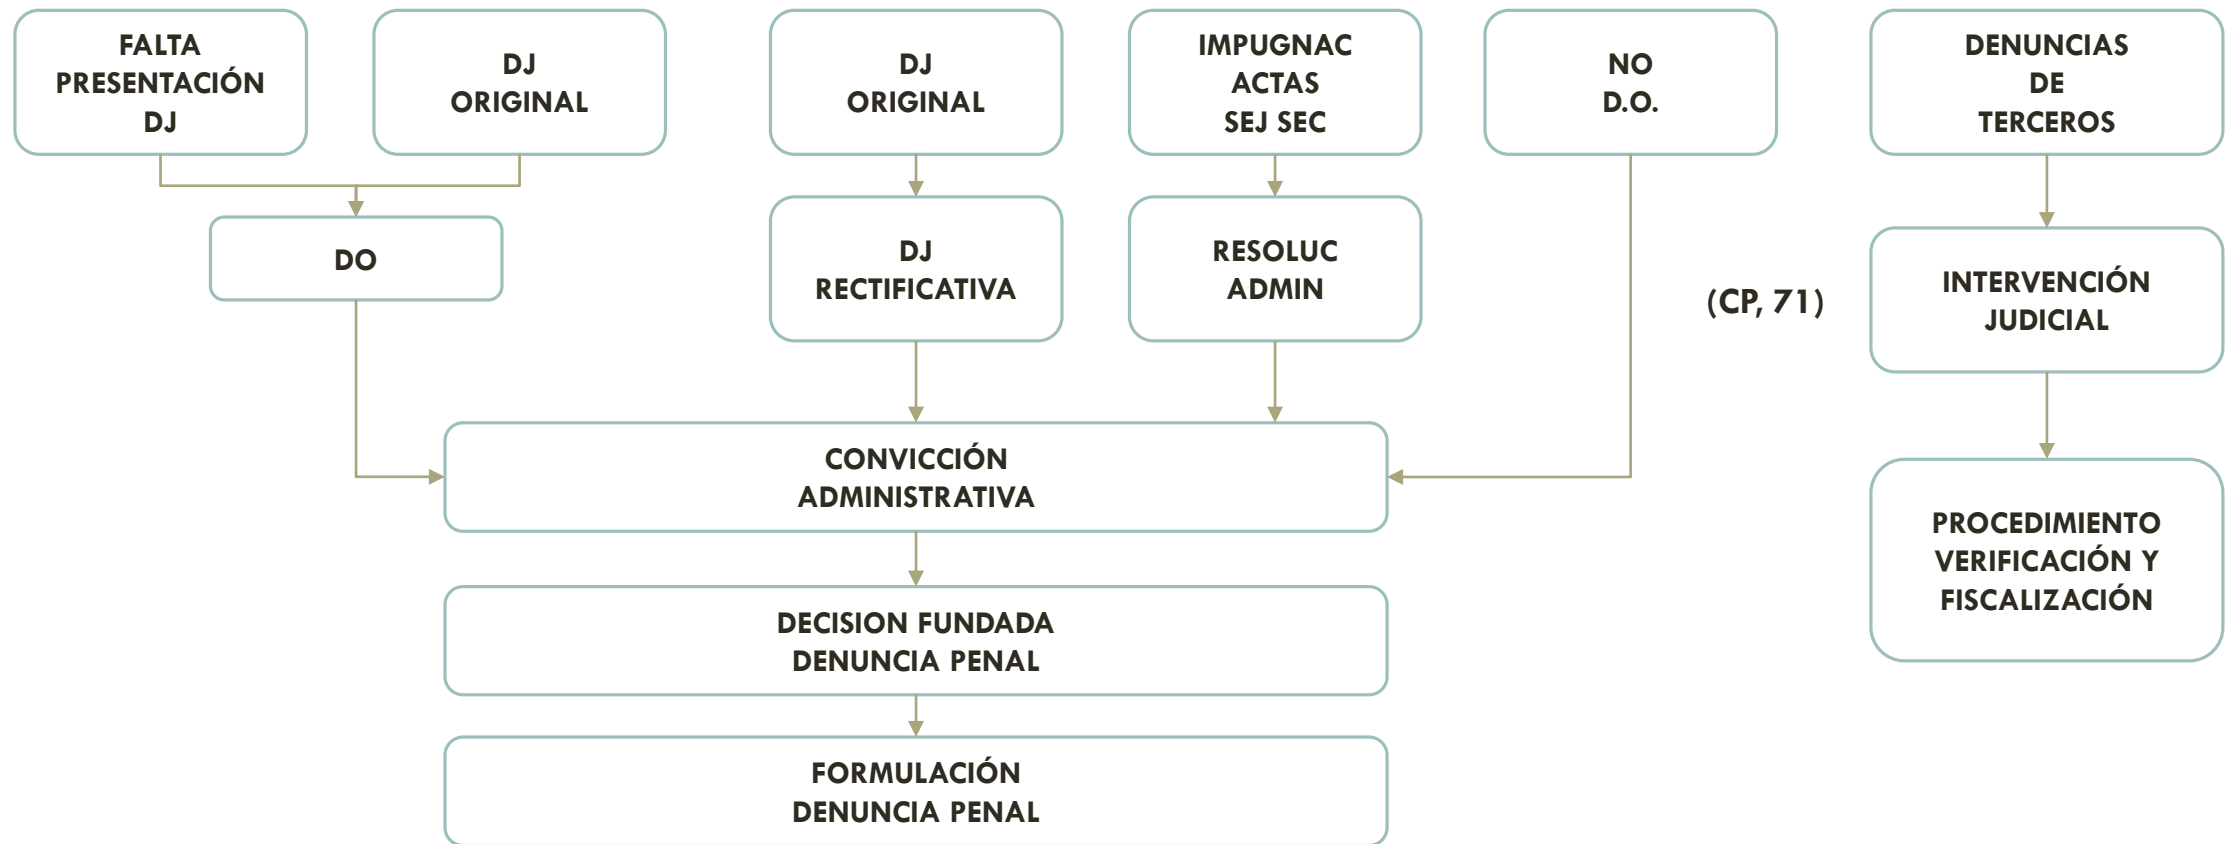 FALTA
PRESENTACIÓN
DJ
DJ
ORIGINAL
DJ
ORIGINAL
IMPUGNAC
ACTAS
SEJ SEC
NO
D.O.
DENUNCIAS
DE
TERCEROS
DO
DJ
RECTIFICATIVA
RESOLUC
ADMIN
(CP, 71)
INTERVENCIÓN
JUDICIAL
CONVICCIÓN
ADMINISTRATIVA
PROCEDIMIENTO
VERIFICACIÓN Y
FISCALIZACIÓN
DECISION FUNDADA
DENUNCIA PENAL
FORMULACIÓN
DENUNCIA PENAL